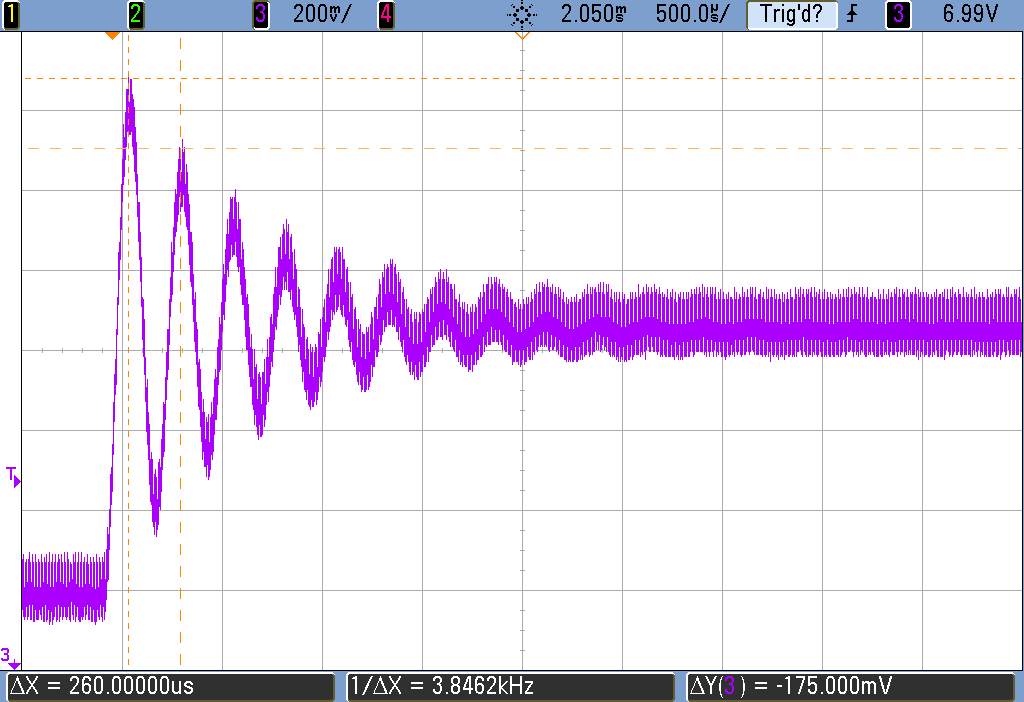 1 2 3 200mV/ 4 2.050ms 500.0us/ Trig'd? 3 6.99V
T
3
ΔX = 260.00000us 1/ΔX = 3.8462kHz ΔY(3) = -175.000mV